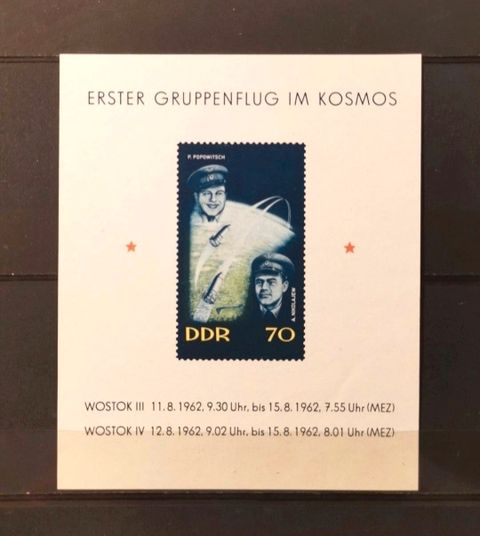 ERSTER GRUPPENFLUG IM KOSMOS
P. POPOWITSCH
A. NIKOLAJEW
DDR 70
WOSTOK III 11.8.1962, 9.30 Uhr, bis 15.8.1962, 7.55 Uhr (MEZ)
WOSTOK IV 12.8.1962, 9.02 Uhr, bis 15.8.1962, 8.01 Uhr (MEZ)